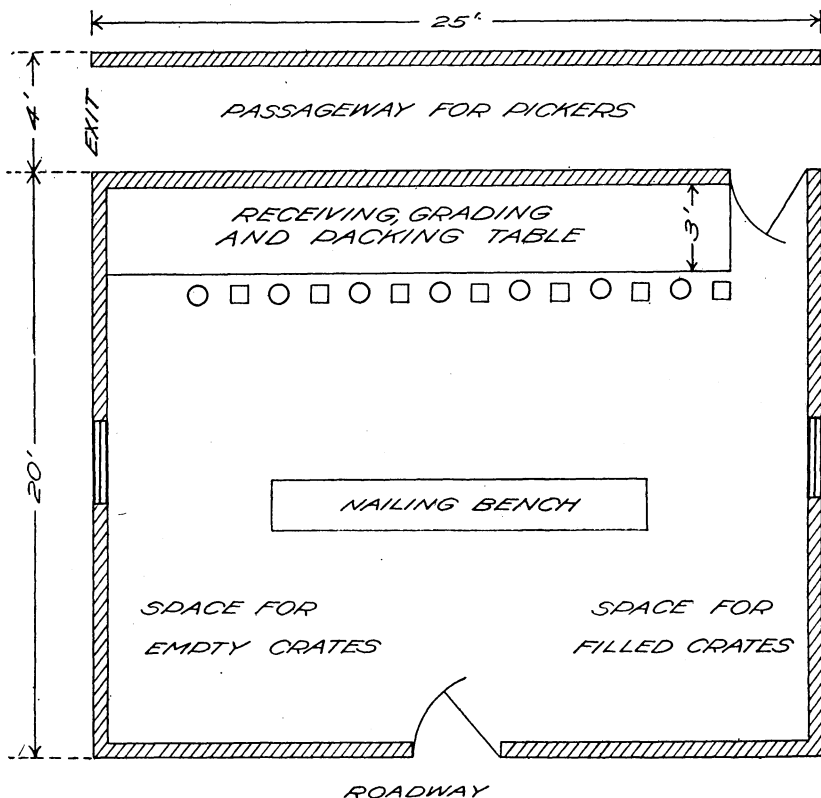 25'
4'
EXIT
PASSAGEWAY FOR PICKERS
RECEIVING, GRADING
AND PACKING TABLE
3'
20'
NAILING BENCH
SPACE FOR
EMPTY CRATES
SPACE FOR
FILLED CRATES
ROADWAY